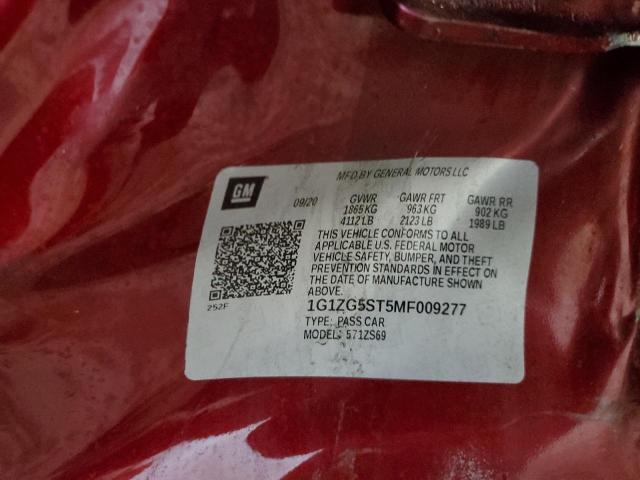 GM
MFD BY GENERAL MOTORS LLC
09/20
GVWR GAWR FRT GAWR RR
1865 KG 963 KG 902 KG
4112 LB 2123 LB 1989 LB
THIS VEHICLE CONFORMS TO ALL
APPLICABLE U.S. FEDERAL MOTOR
VEHICLE SAFETY, BUMPER, AND THEFT
PREVENTION STANDARDS IN EFFECT ON
THE DATE OF MANUFACTURE SHOWN
ABOVE.
252F
1G1ZG5ST5MF009277
TYPE: PASS CAR
MODEL: 571ZS69